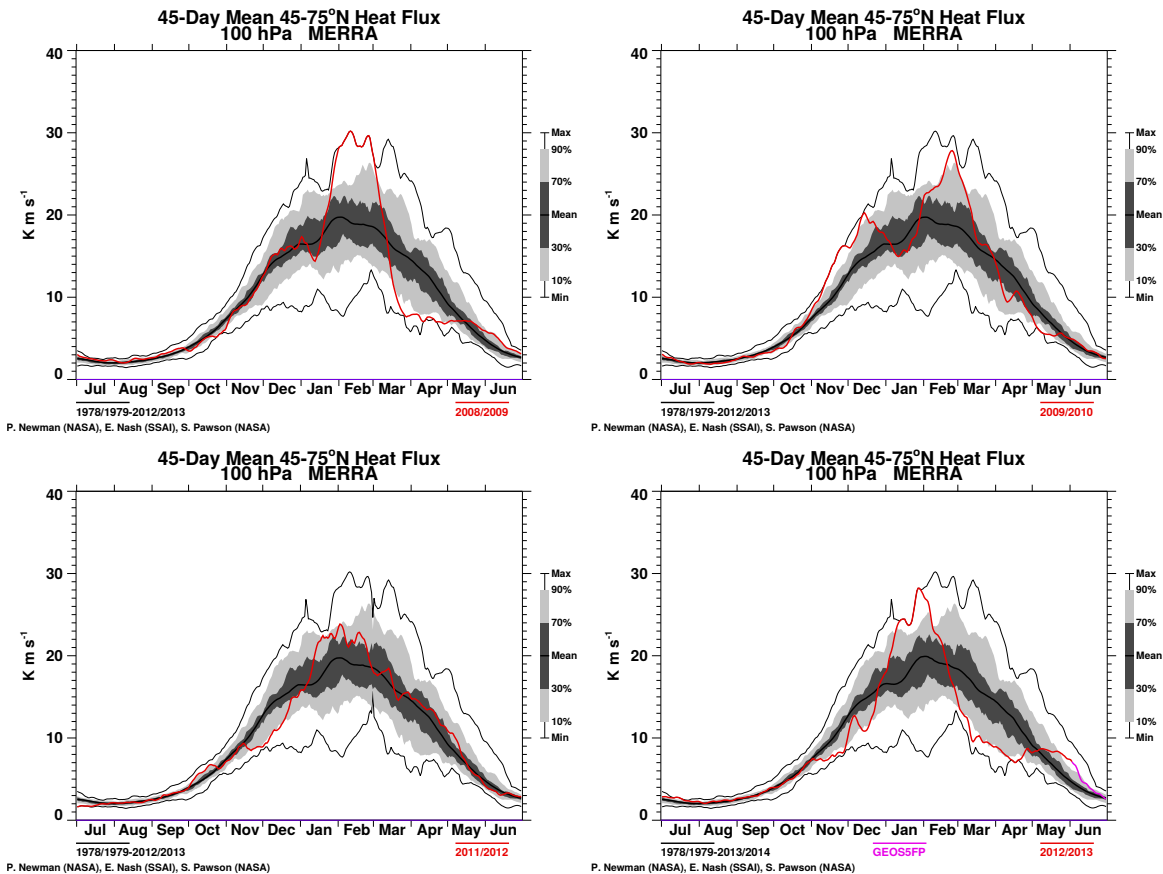 45-Day Mean 45-75°N Heat Flux
100 hPa MERRA
40
30
20
10
0
K m s⁻¹
Max
90%
70%
Mean
30%
10%
Min
Jul Aug Sep Oct Nov Dec Jan Feb Mar Apr May Jun
1978/1979-2012/2013
2008/2009
P. Newman (NASA), E. Nash (SSAI), S. Pawson (NASA)
45-Day Mean 45-75°N Heat Flux
100 hPa MERRA
40
30
20
10
0
K m s⁻¹
Max
90%
70%
Mean
30%
10%
Min
Jul Aug Sep Oct Nov Dec Jan Feb Mar Apr May Jun
1978/1979-2012/2013
2009/2010
P. Newman (NASA), E. Nash (SSAI), S. Pawson (NASA)
45-Day Mean 45-75°N Heat Flux
100 hPa MERRA
40
30
20
10
0
K m s⁻¹
Max
90%
70%
Mean
30%
10%
Min
Jul Aug Sep Oct Nov Dec Jan Feb Mar Apr May Jun
1978/1979-2012/2013
2011/2012
P. Newman (NASA), E. Nash (SSAI), S. Pawson (NASA)
45-Day Mean 45-75°N Heat Flux
100 hPa MERRA
40
30
20
10
0
K m s⁻¹
Max
90%
70%
Mean
30%
10%
Min
Jul Aug Sep Oct Nov Dec Jan Feb Mar Apr May Jun
1978/1979-2013/2014
GEOS5FP
2012/2013
P. Newman (NASA), E. Nash (SSAI), S. Pawson (NASA)